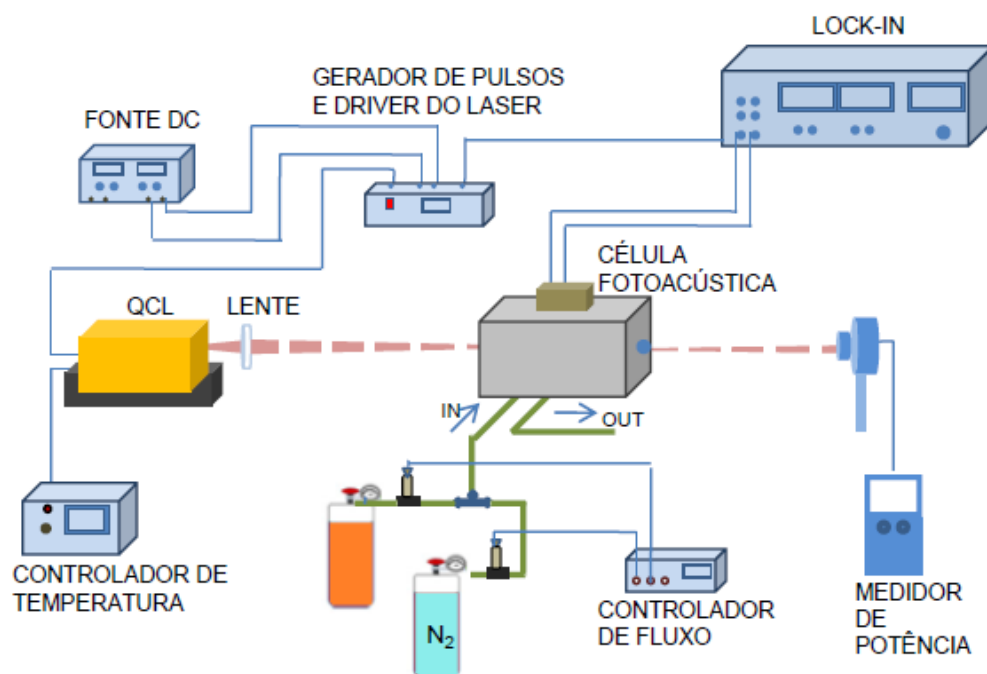 LOCK-IN
GERADOR DE PULSOS
E DRIVER DO LASER
FONTE DC
CÉLULA
FOTOACÚSTICA
QCL
LENTE
IN
OUT
CONTROLADOR DE
TEMPERATURA
N2
CONTROLADOR
DE FLUXO
MEDIDOR
DE
POTÊNCIA